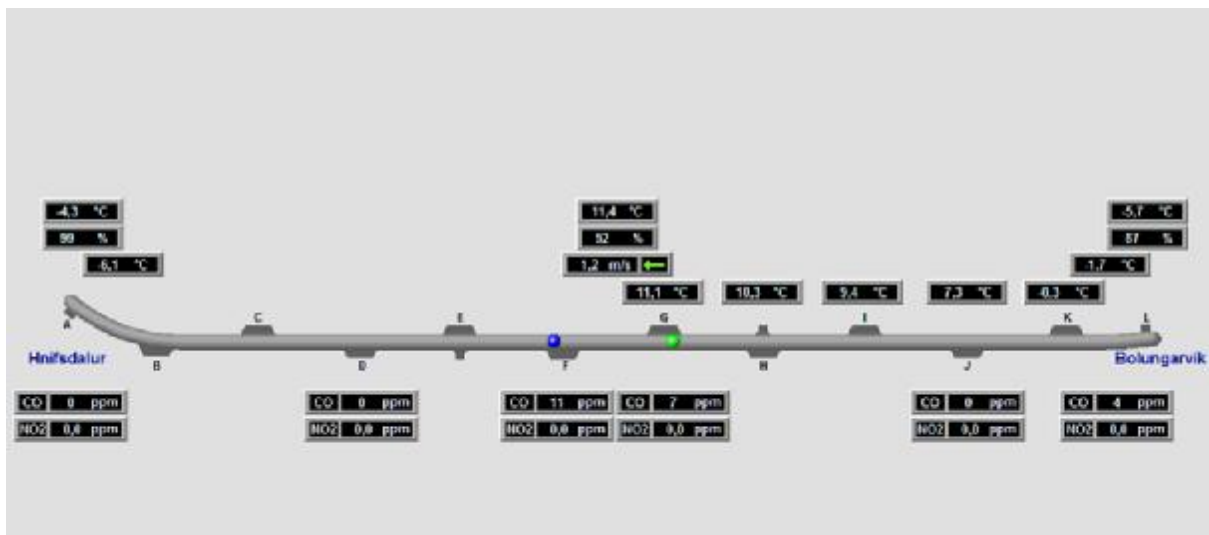 -4,3 °C
11,4 °C
-5,7 °C
99 %
52 %
87 %
-6,1 °C
1,2 m/s
-1,7 °C
11,1 °C
10,3 °C
9,4 °C
7,3 °C
-0,3 °C
A
C
E
G
I
K
L
Hnífsdalur
B
D
F
H
J
Bolungarvik
CO 0 ppm
CO 0 ppm
CO 11 ppm
CO 7 ppm
CO 0 ppm
CO 4 ppm
NO2 0,0 ppm
NO2 0,0 ppm
NO2 0,0 ppm
NO2 0,0 ppm
NO2 0,0 ppm
NO2 0,0 ppm